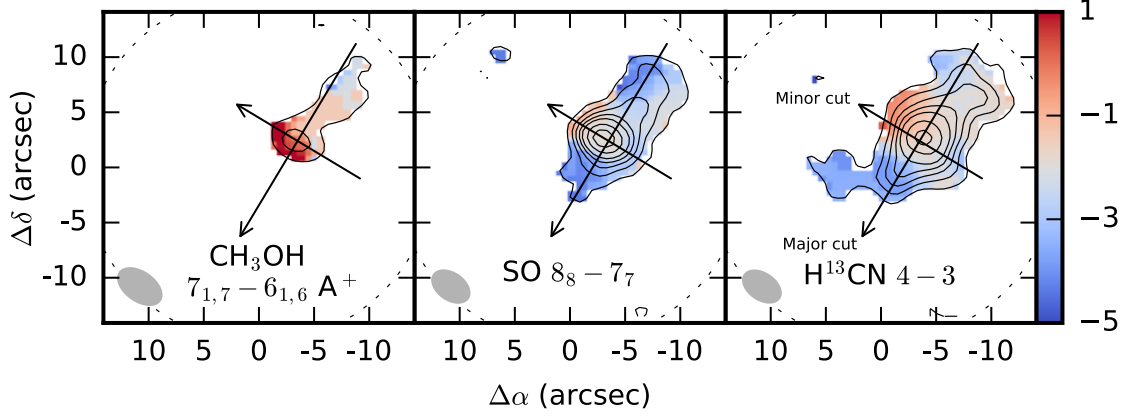 1
10
5
0
-5
-10
Δδ (arcsec)
Minor cut
Major cut
CH₃OH
7₁,₇ − 6₁,₆ A⁺
SO 8₈ − 7₇
H¹³CN 4 − 3
-1
-3
-5
10 5 0 -5 -10 10 5 0 -5 -10 10 5 0 -5 -10
Δα (arcsec)